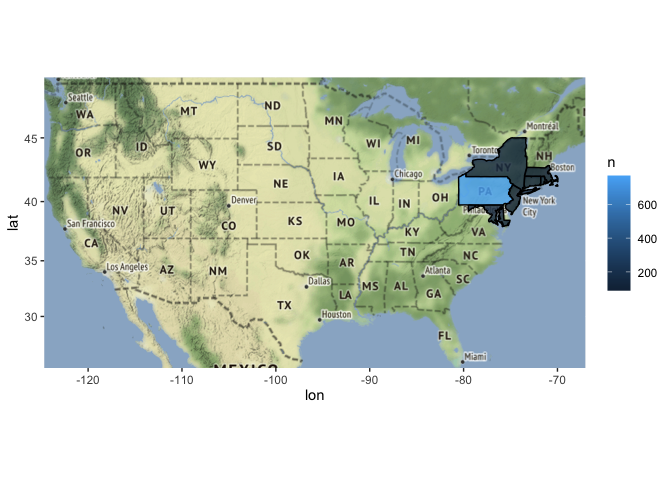 Seattle
WA
MT
ND
MN
Montréal
45
OR
ID
SD
WI
MI
Toronto
NY
NH
Boston
n
WY
NE
IA
Chicago
PA
600
40
San Francisco
NV
UT
Denver
CO
KS
MO
IL
IN
OH
New York
City
400
lat
CA
KY
VA
200
35
Los Angeles
AZ
NM
OK
AR
TN
NC
Atlanta
SC
Dallas
MS
AL
GA
30
TX
LA
Houston
FL
Miami
MEXICO
-120
-110
-100
-90
-80
-70
lon